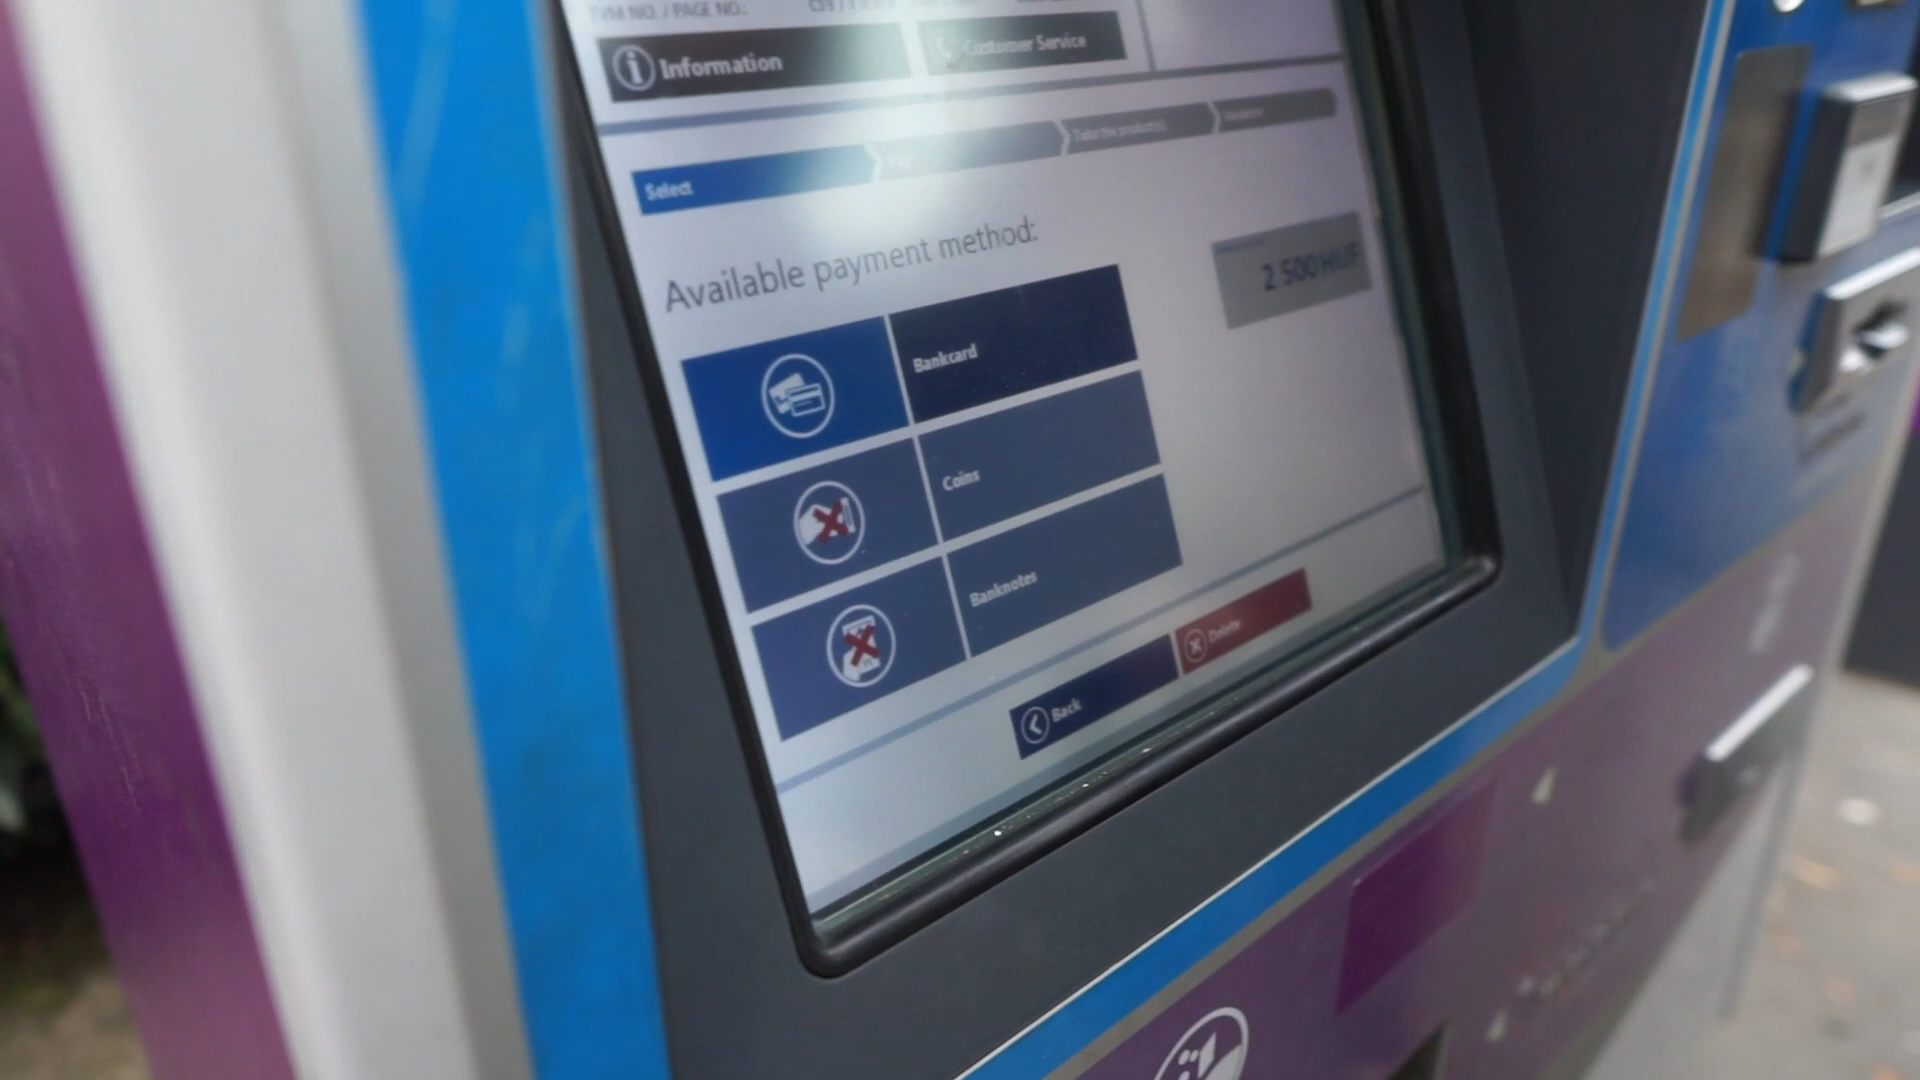 TVM NO. / PAGE NO.:
Information
Customer Service
Select
Pay
Take the product(s)
Available payment method:
2 500 HUF
Bankcard
Coins
Banknotes
Back
Delete